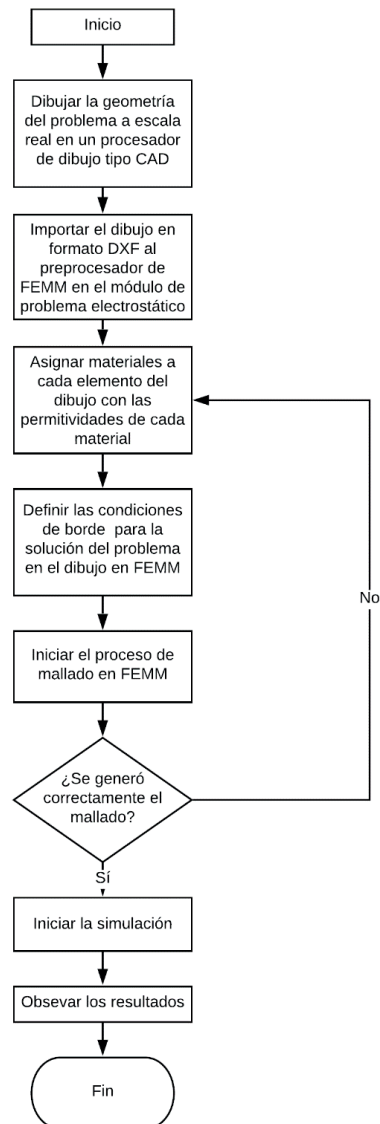 Inicio
Dibujar la geometría
del problema a escala
real en un procesador
de dibujo tipo CAD
Importar el dibujo en
formato DXF al
preprocesador de
FEMM en el módulo de
problema electrostático
Asignar materiales a
cada elemento del
dibujo con las
permitividades de cada
material
Definir las condiciones
de borde para la
solución del problema
en el dibujo en FEMM
No
Iniciar el proceso de
mallado en FEMM
¿Se generó
correctamente el
mallado?
Sí
Iniciar la simulación
Obsevar los resultados
Fin